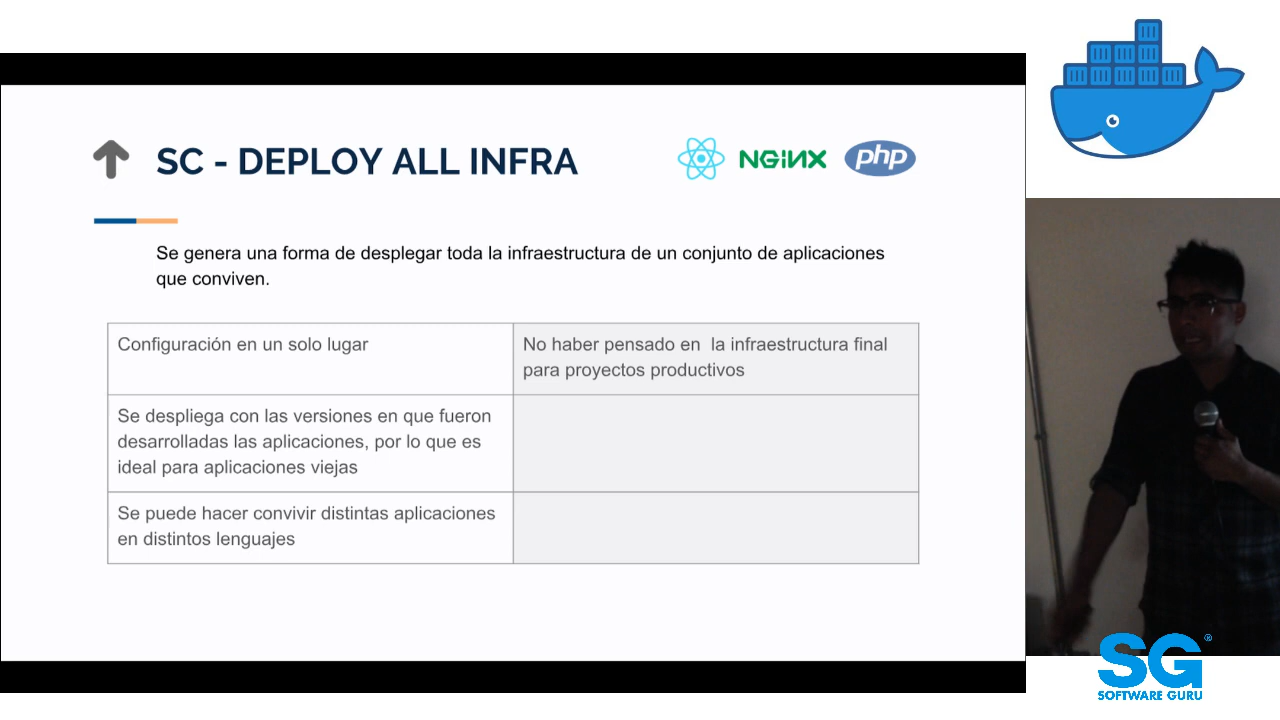 SC - DEPLOY ALL INFRA
NGINX
php
Se genera una forma de desplegar toda la infraestructura de un conjunto de aplicaciones
que conviven.
Configuración en un solo lugar
No haber pensado en  la infraestructura final
para proyectos productivos
Se despliega con las versiones en que fueron
desarrolladas las aplicaciones, por lo que es
ideal para aplicaciones viejas
Se puede hacer convivir distintas aplicaciones
en distintos lenguajes
SG®
SOFTWARE GURU